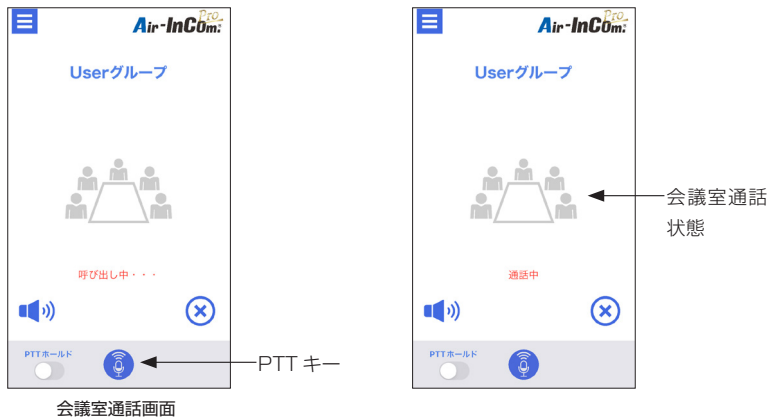 Air-InCom. Pro
Userグループ
呼び出し中・・・
PTTホールド
PTT キー
会議室通話画面
Air-InCom. Pro
Userグループ
会議室通話
状態
通話中
PTTホールド